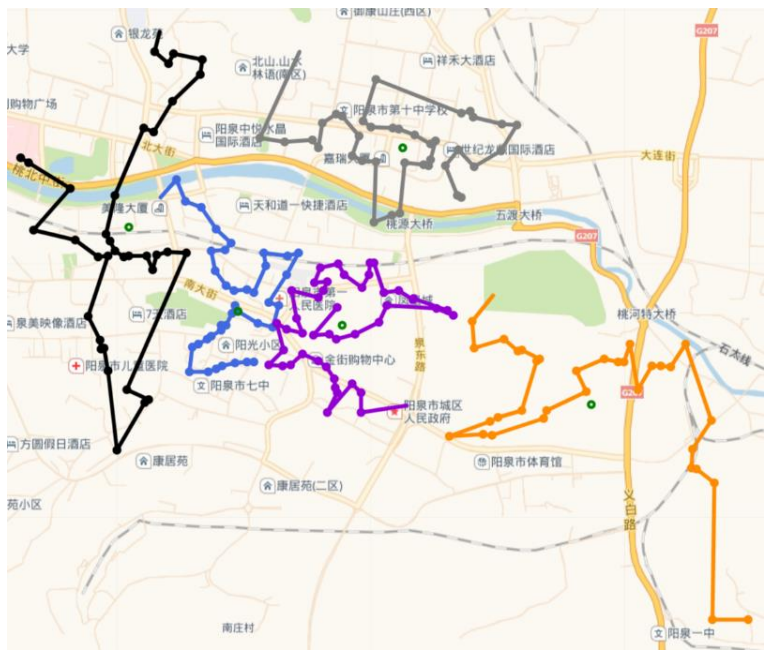 御康山庄(西区)
G207
银龙苑
大学
北山.山水
林语(南区)
祥禾大酒店
购物广场
阳泉市第十中学校
阳泉中悦水晶
国际酒店
北大街
嘉瑞大厦
世纪龙城国际酒店
大连街
桃北中街
美隆大厦
天和道一快捷酒店
桃源大桥
五渡大桥
G207
南大街
阳泉市第一
人民医院
泉美映像酒店
7天酒店
桃河特大桥
阳光小区
泉东路
石太线
阳泉市儿童医院
金街购物中心
阳泉市七中
G207
阳泉市城区
人民政府
方圆假日酒店
康居苑
阳泉市体育馆
康居苑(二区)
义白路
苑小区
南庄村
阳泉一中